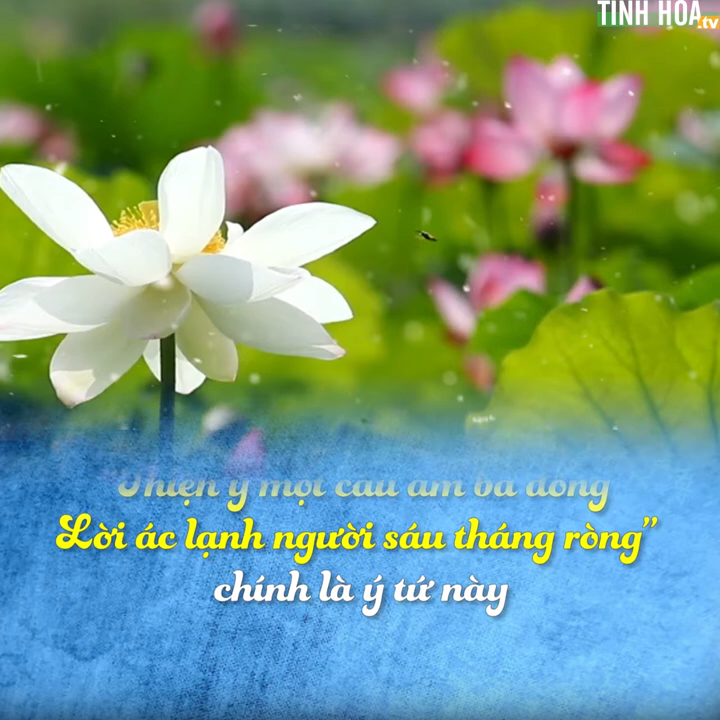 TINH HOA.tv
"Thiện ý một câu ấm ba đông
Lời ác lạnh người sáu tháng ròng"
chính là ý tứ này